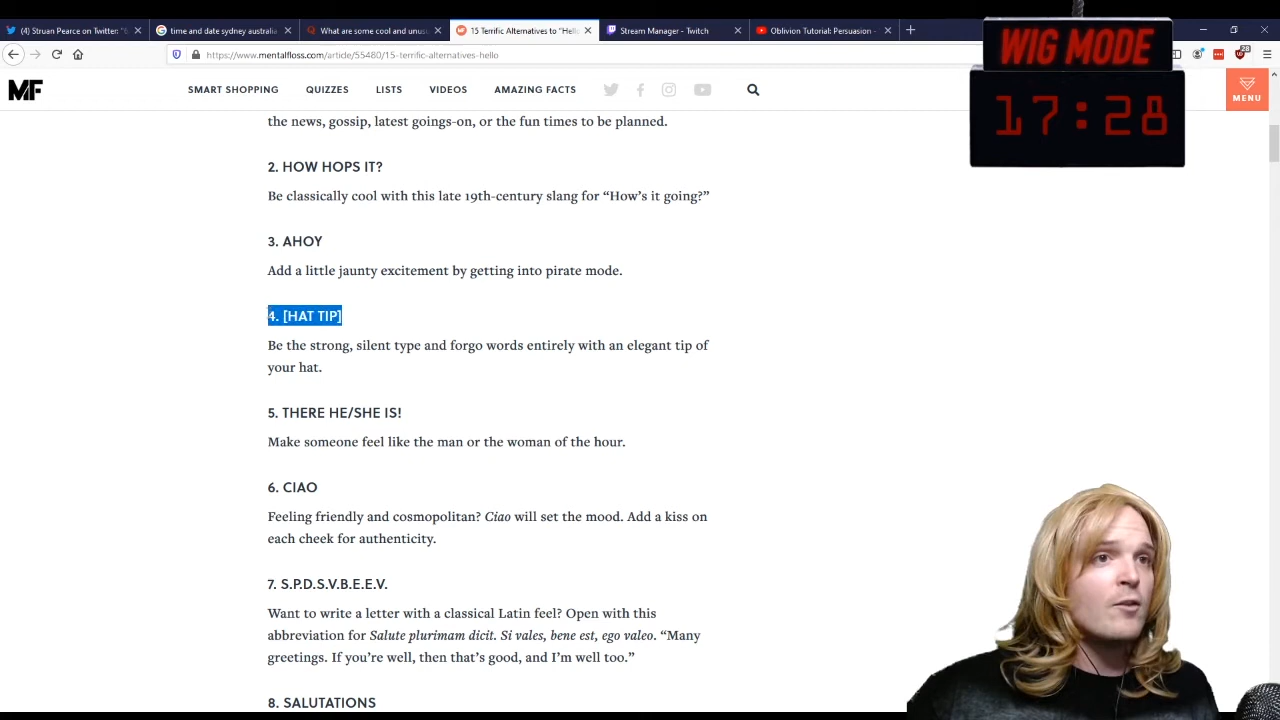 (4) Struan Pearce on Twitter: "6
time and date sydney australia
What are some cool and unusu
15 Terrific Alternatives to "Hello
Stream Manager - Twitch
Oblivion Tutorial: Persuasion -
https://www.mentalfloss.com/article/55480/15-terrific-alternatives-hello
28
WIG MODE
17:28
MF
SMART SHOPPING
QUIZZES
LISTS
VIDEOS
AMAZING FACTS
MENU
the news, gossip, latest goings-on, or the fun times to be planned.
2. HOW HOPS IT?
Be classically cool with this late 19th-century slang for “How’s it going?”
3. AHOY
Add a little jaunty excitement by getting into pirate mode.
4. [HAT TIP]
Be the strong, silent type and forgo words entirely with an elegant tip of
your hat.
5. THERE HE/SHE IS!
Make someone feel like the man or the woman of the hour.
6. CIAO
Feeling friendly and cosmopolitan? Ciao will set the mood. Add a kiss on
each cheek for authenticity.
7. S.P.D.S.V.B.E.E.V.
Want to write a letter with a classical Latin feel? Open with this
abbreviation for Salute plurimam dicit. Si vales, bene est, ego valeo. “Many
greetings. If you’re well, then that’s good, and I’m well too.”
8. SALUTATIONS